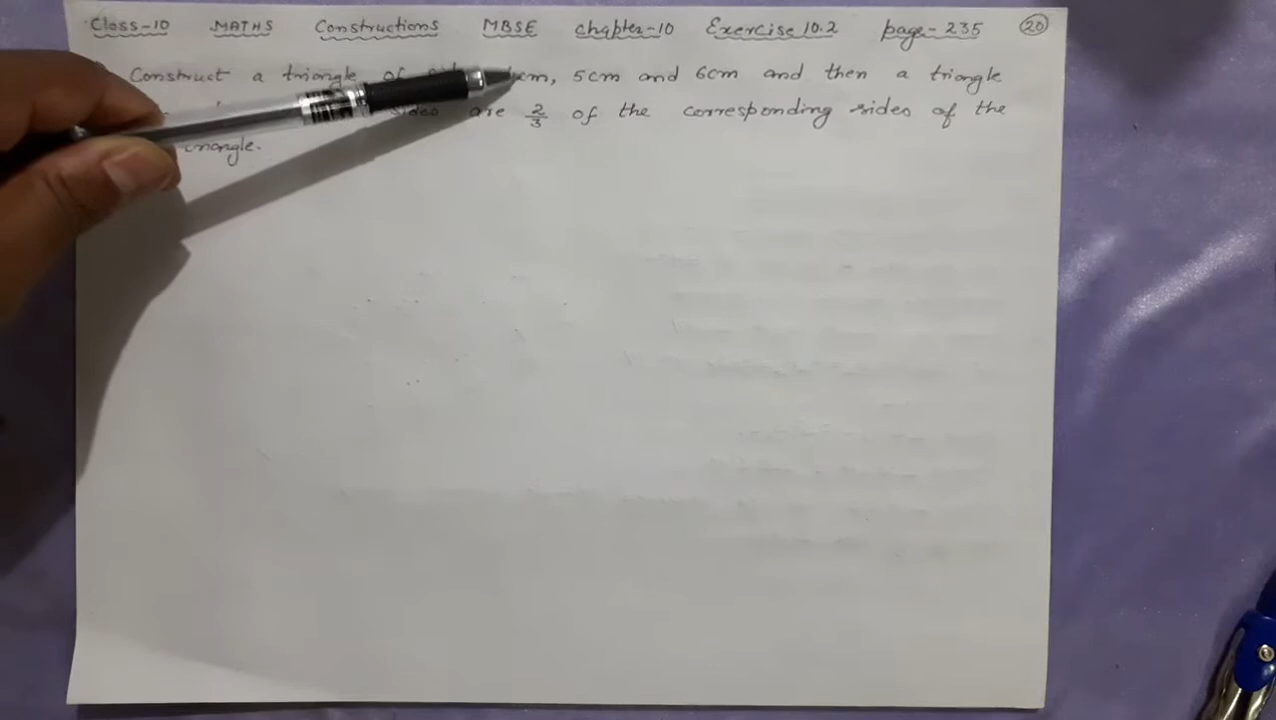 Class-10 MATHS Constructions MBSE chapter-10 Exercise 10.2 page-235 20
Construct a triangle of cm, 5cm and 6cm and then a triangle
sides are 2/3 of the corresponding sides of the